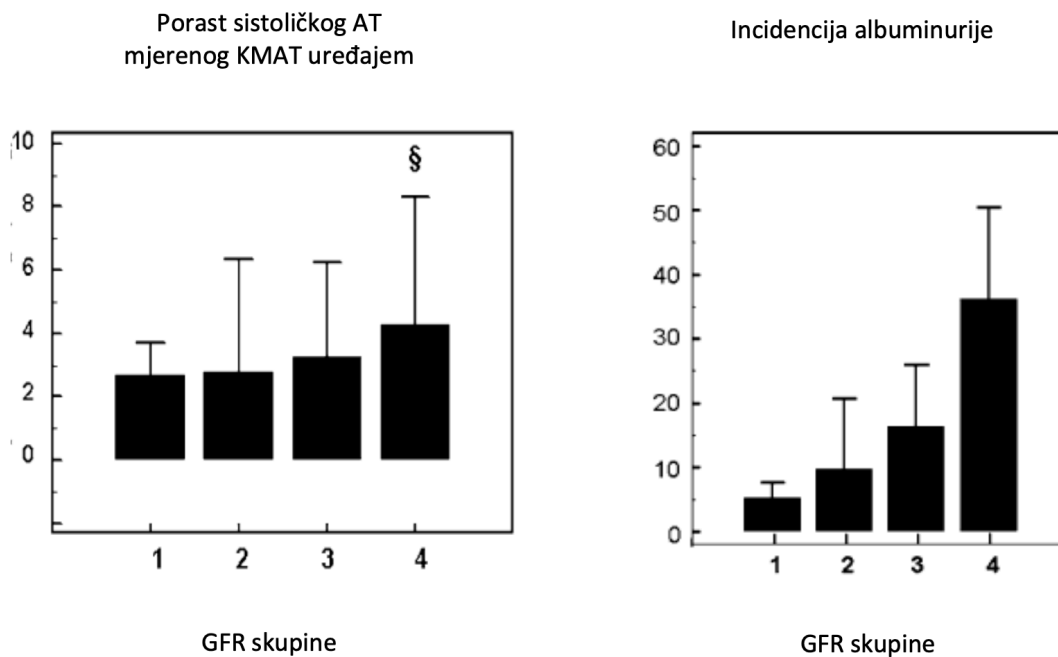 Porast sistoličkog AT
mjerenog KMAT uređajem
10
8
6
4
2
0
§
1 2 3 4
GFR skupine
Incidencija albuminurije
60
50
40
30
20
10
0
1 2 3 4
GFR skupine